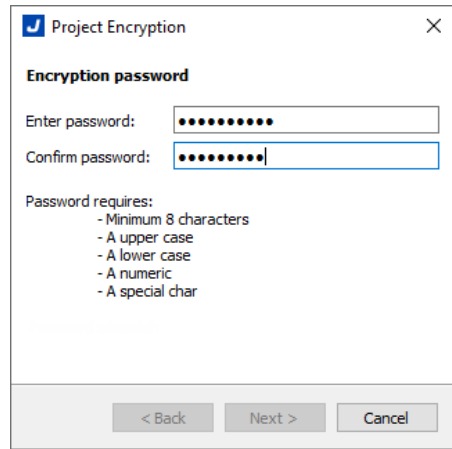 J Project Encryption
Encryption password
Enter password: ●●●●●●●●●●
Confirm password: ●●●●●●●●●
Password requires:
- Minimum 8 characters
- A upper case
- A lower case
- A numeric
- A special char
< Back Next > Cancel